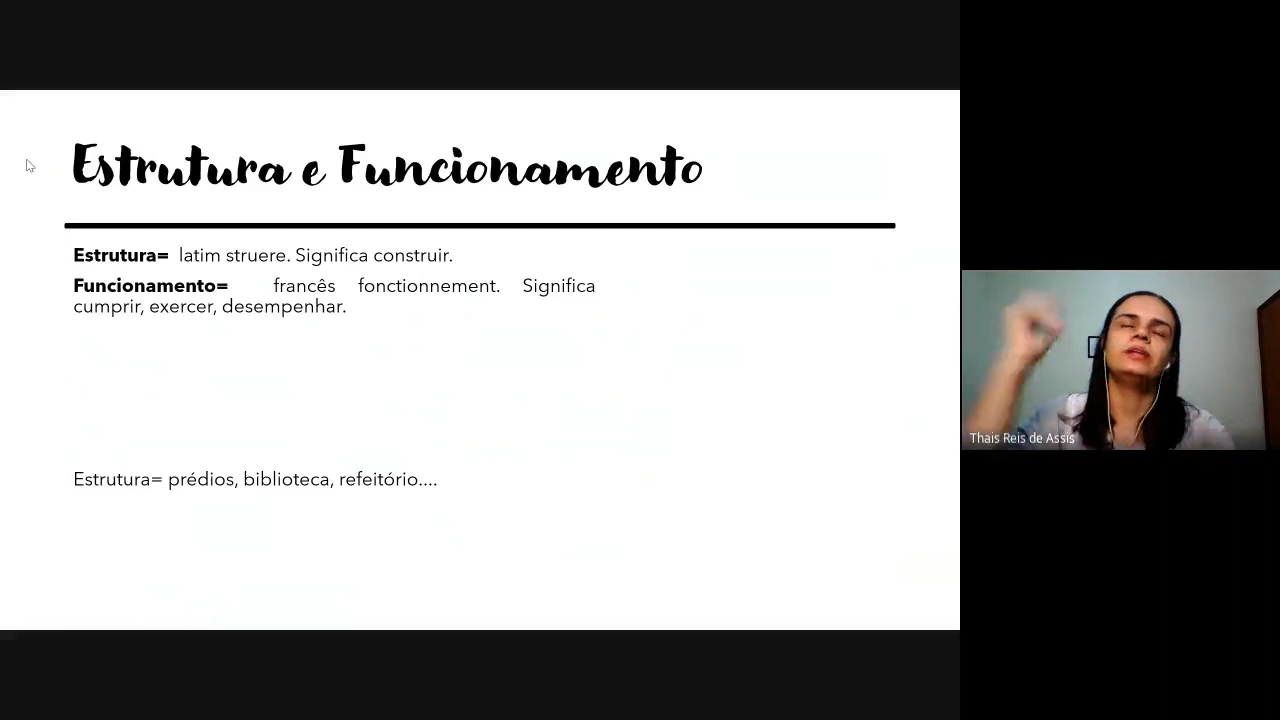 Estrutura e Funcionamento
Estrutura= latim struere. Significa construir.
Funcionamento= francês fonctionnement. Significa
cumprir, exercer, desempenhar.
Estrutura= prédios, biblioteca, refeitório....
Thais Reis de Assis